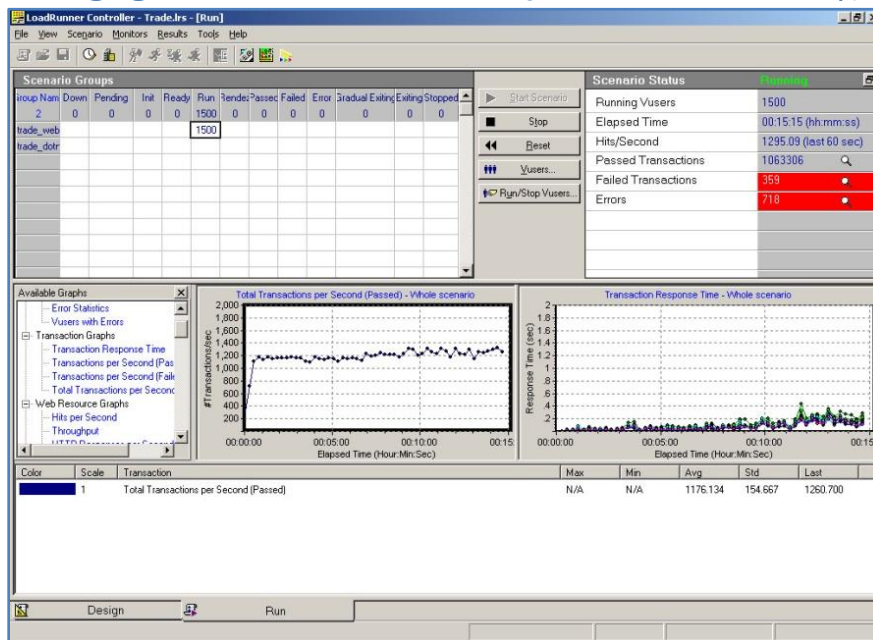 LoadRunner Controller - Trade.lrs - [Run]
File View Scenario Monitors Results Tools Help
Scenario Groups
Down Pending Init Ready Run Failed Error Gradual Exiting Exiting Stopped
2 0 0 0 0 1500 0 0 0 0 0 0 0
trade_web 1500
Start Scenario
Stop
Reset
Vusers...
Run/Stop Vusers...
Scenario Status Running
Running Vusers 1500
Elapsed Time 00:15:15 (hh:mm:ss)
Hits/Second 1295.09 (last 60 sec)
Passed Transactions 1063306
Failed Transactions 359
Errors 718
Available Graphs
Error Statistics
Vusers with Errors
Transaction Graphs
Transaction Response Time
Transactions per Second (Pas
Transactions per Second (Faile
Total Transactions per Second
Web Resource Graphs
Hits per Second
Throughput
Total Transactions per Second (Passed) - Whole scenario
#Transactions/sec
2,000
1,800
1,600
1,400
1,200
1,000
800
600
400
200
00:00:00 00:05:00 00:10:00 00:15:
Elapsed Time (Hour:Min:Sec)
Transaction Response Time - Whole scenario
Response Time (sec)
2
1.8
1.6
1.4
1.2
1
.8
.6
.4
.2
00:00:00 00:05:00 00:10:00 00:15
Elapsed Time (Hour:Min:Sec)
Color Scale Transaction Max Min Avg Std Last
1 Total Transactions per Second (Passed) N/A N/A 1176.134 154.667 1260.700
Design Run